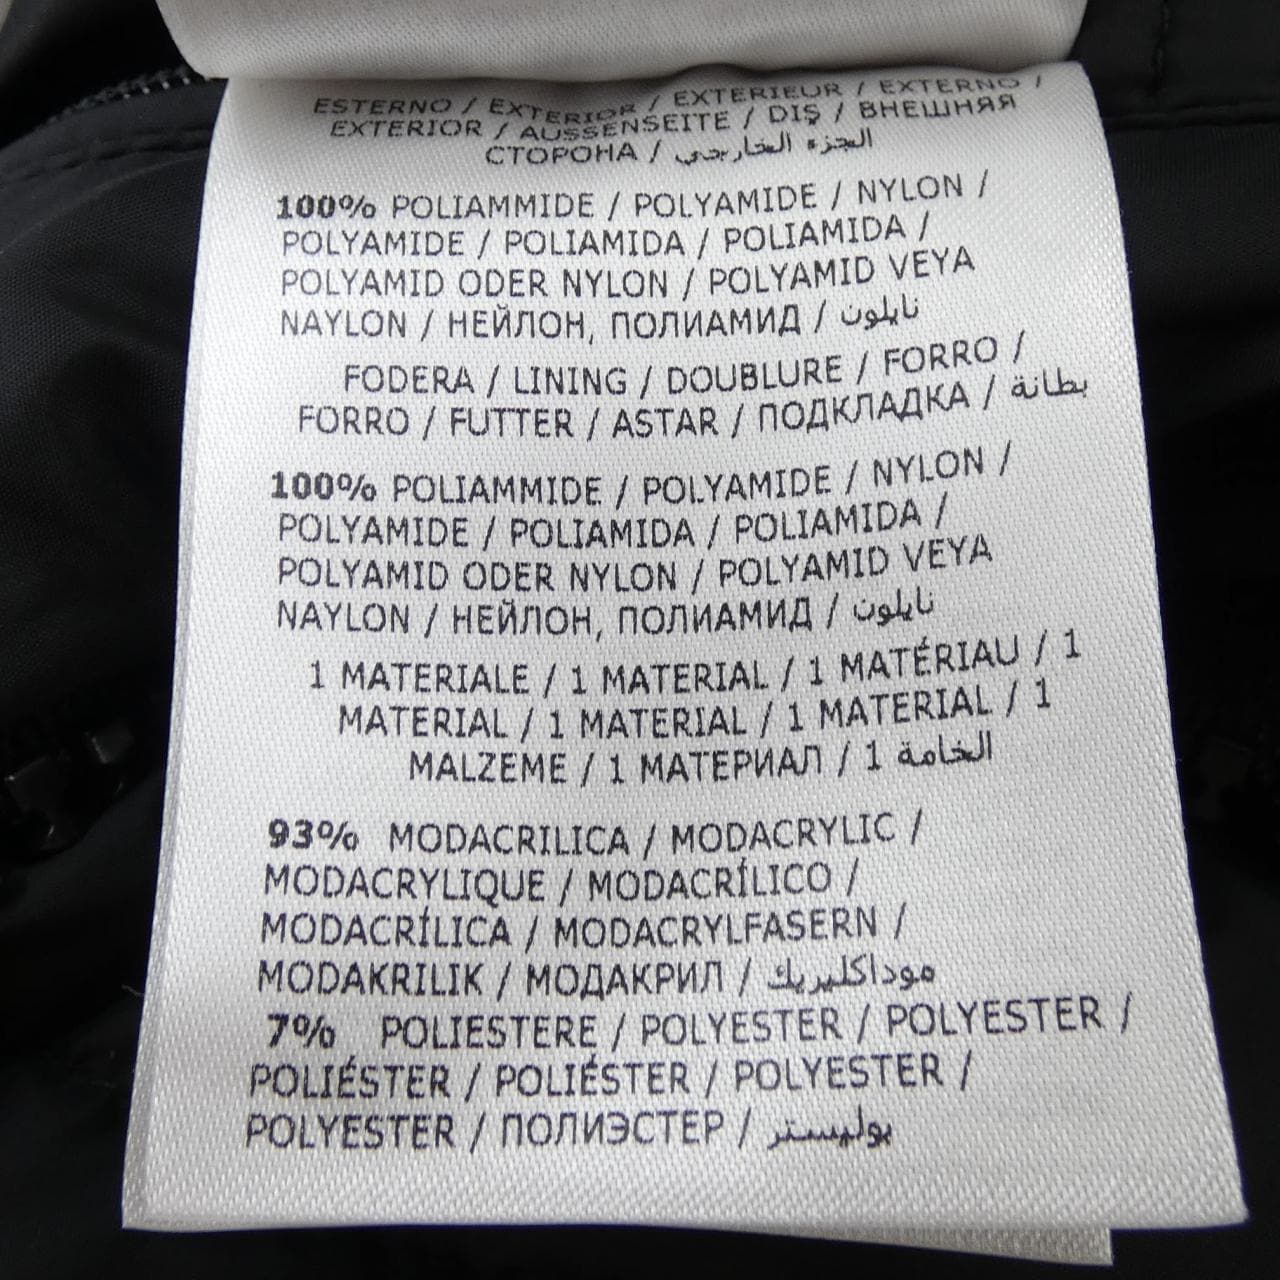 ESTERNO / EXTERIOR / EXTERIEUR / EXTERNO /
EXTERIOR / AUSSENSEITE / DIŞ / ВНЕШНЯЯ
СТОРОНА / الجزء الخارجي
100% POLIAMMIDE / POLYAMIDE / NYLON /
POLYAMIDE / POLIAMIDA / POLIAMIDA /
POLYAMID ODER NYLON / POLYAMID VEYA
NAYLON / НЕЙЛОН, ПОЛИАМИД / نايلون
FODERA / LINING / DOUBLURE / FORRO /
FORRO / FUTTER / ASTAR / ПОДКЛАДКА / بطانة
100% POLIAMMIDE / POLYAMIDE / NYLON /
POLYAMIDE / POLIAMIDA / POLIAMIDA /
POLYAMID ODER NYLON / POLYAMID VEYA
NAYLON / НЕЙЛОН, ПОЛИАМИД / نايلون
1 MATERIALE / 1 MATERIAL / 1 MATÉRIAU / 1
MATERIAL / 1 MATERIAL / 1 MATERIAL / 1
MALZEME / 1 МАТЕРИАЛ / 1 الخامة
93% MODACRILICA / MODACRYLIC /
MODACRYLIQUE / MODACRÍLICO /
MODACRÍLICA / MODACRYLFASERN /
MODAKRILIK / МОДАКРИЛ / موداكليريك
7% POLIESTERE / POLYESTER / POLYESTER /
POLIÉSTER / POLIÉSTER / POLYESTER /
POLYESTER / ПОЛИЭСТЕР / بوليستر